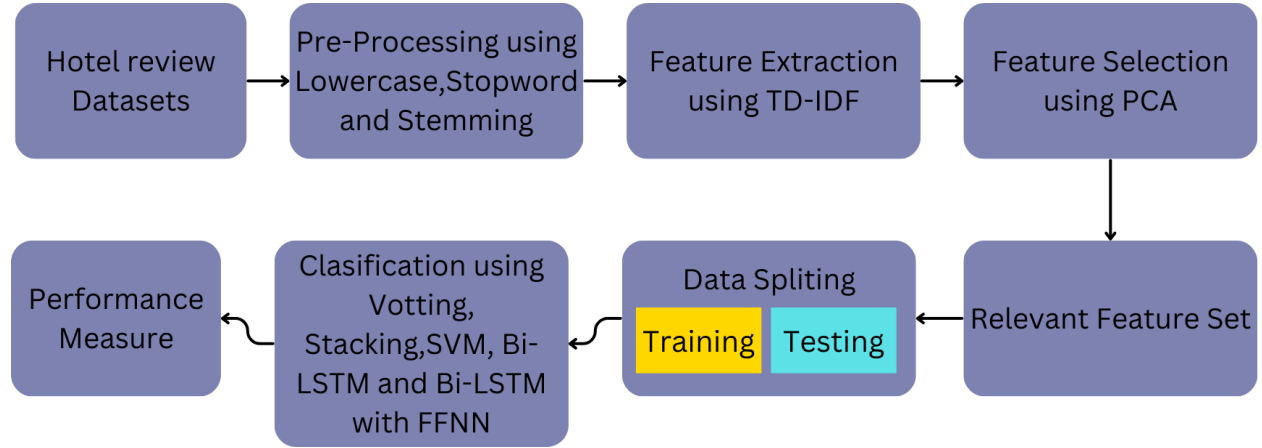 Hotel review
Datasets
Pre-Processing using
Lowercase,Stopword
and Stemming
Feature Extraction
using TD-IDF
Feature Selection
using PCA
Relevant Feature Set
Data Spliting
Training
Testing
Clasification using
Votting,
Stacking,SVM, Bi-
LSTM and Bi-LSTM
with FFNN
Performance
Measure